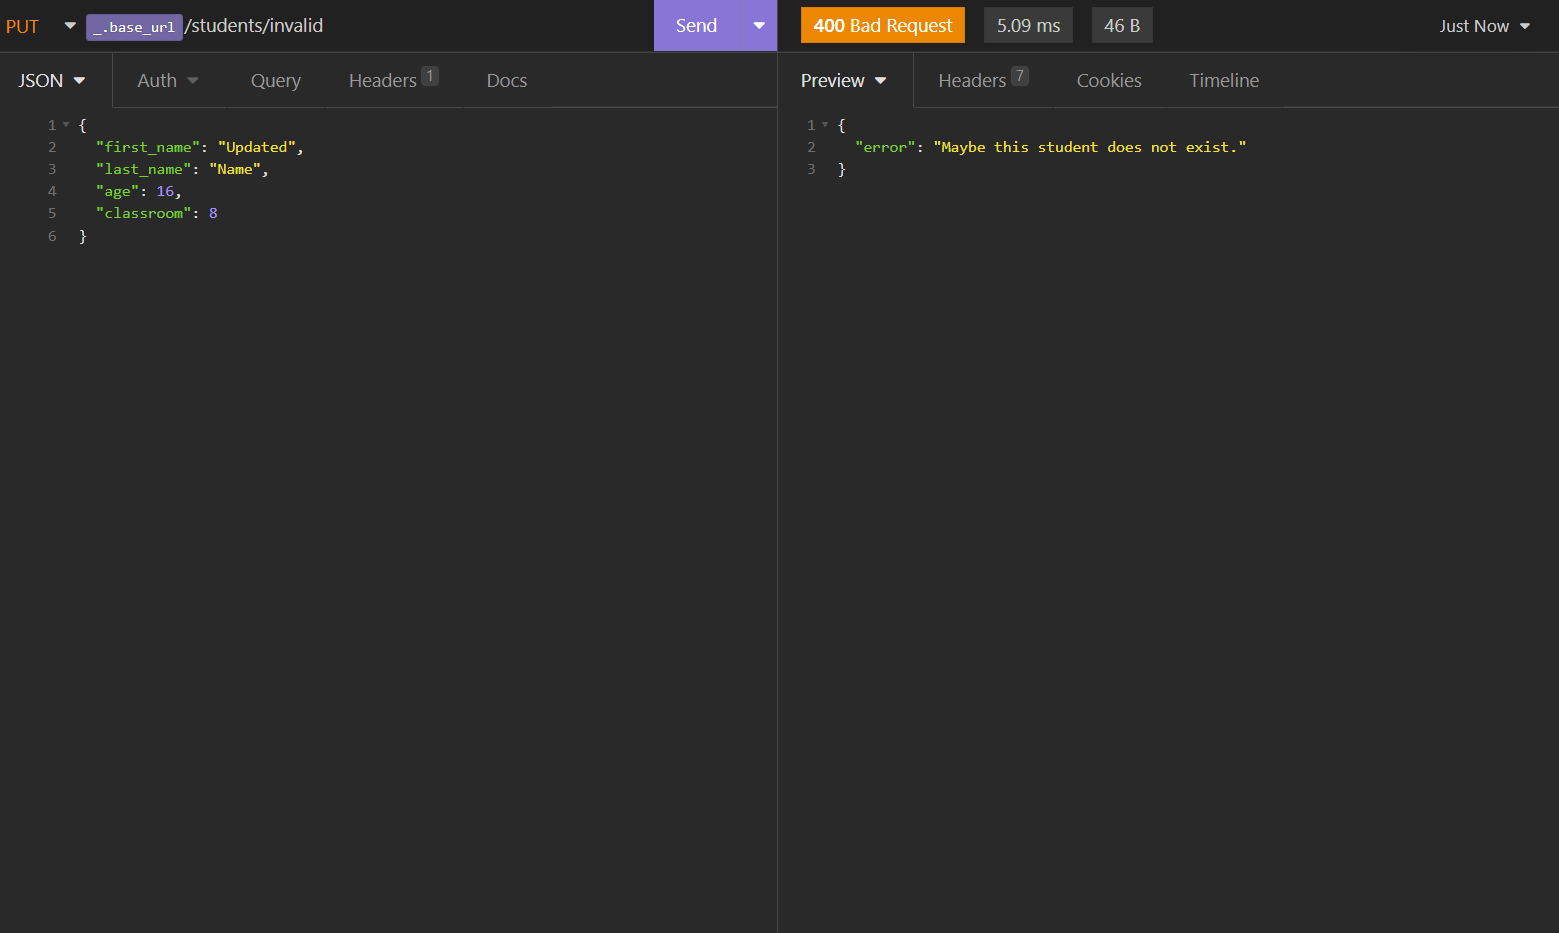 PUT _.base_url /students/invalid Send
JSON Auth Query Headers 1 Docs
1 {
2 "first_name": "Updated",
3 "last_name": "Name",
4 "age": 16,
5 "classroom": 8
6 }
400 Bad Request 5.09 ms 46 B Just Now
Preview Headers 7 Cookies Timeline
1 {
2 "error": "Maybe this student does not exist."
3 }